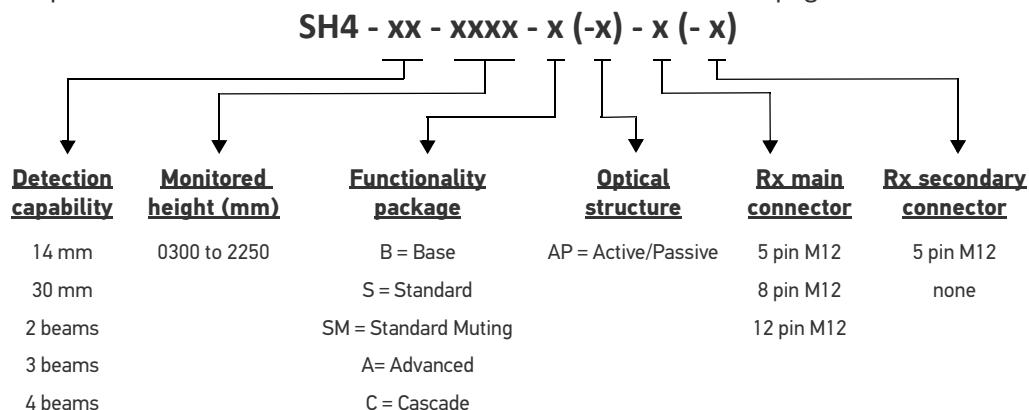 SH4 - xx - xxxx - x (-x) - x (- x)
Detection capability
Monitored height (mm)
Functionality package
Optical structure
Rx main connector
Rx secondary connector
14 mm
0300 to 2250
B = Base
AP = Active/Passive
5 pin M12
5 pin M12
30 mm
S = Standard
8 pin M12
none
2 beams
SM = Standard Muting
12 pin M12
3 beams
A= Advanced
4 beams
C = Cascade